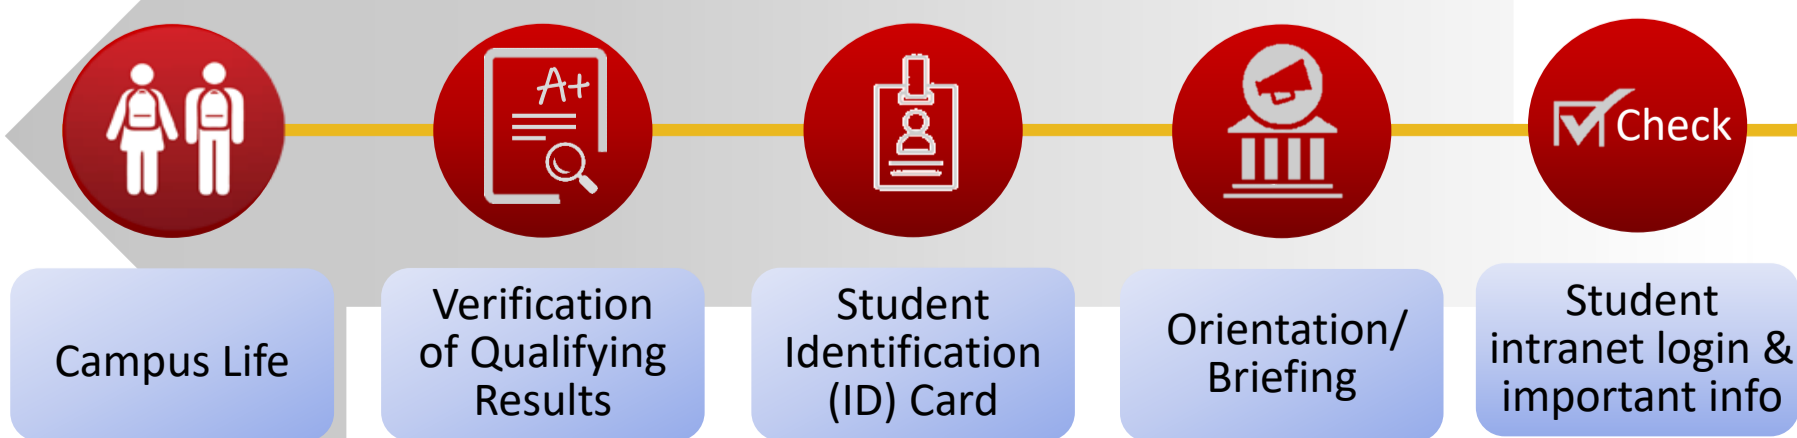 A+
Check
Campus Life
Verification
of Qualifying
Results
Student
Identification
(ID) Card
Orientation/
Briefing
Student
intranet login &
important info